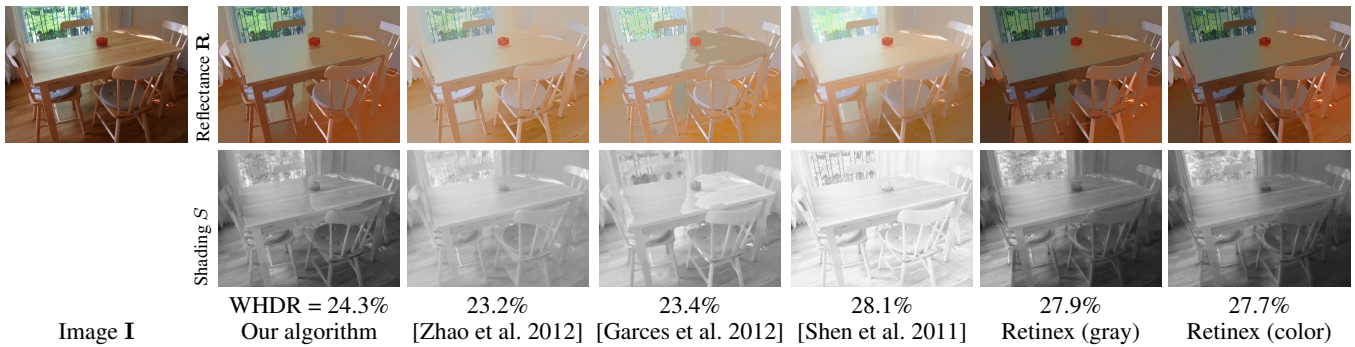 Reflectance R
Shading S
WHDR = 24.3% 23.2% 23.4% 28.1% 27.9% 27.7%
Image I Our algorithm [Zhao et al. 2012] [Garces et al. 2012] [Shen et al. 2011] Retinex (gray) Retinex (color)